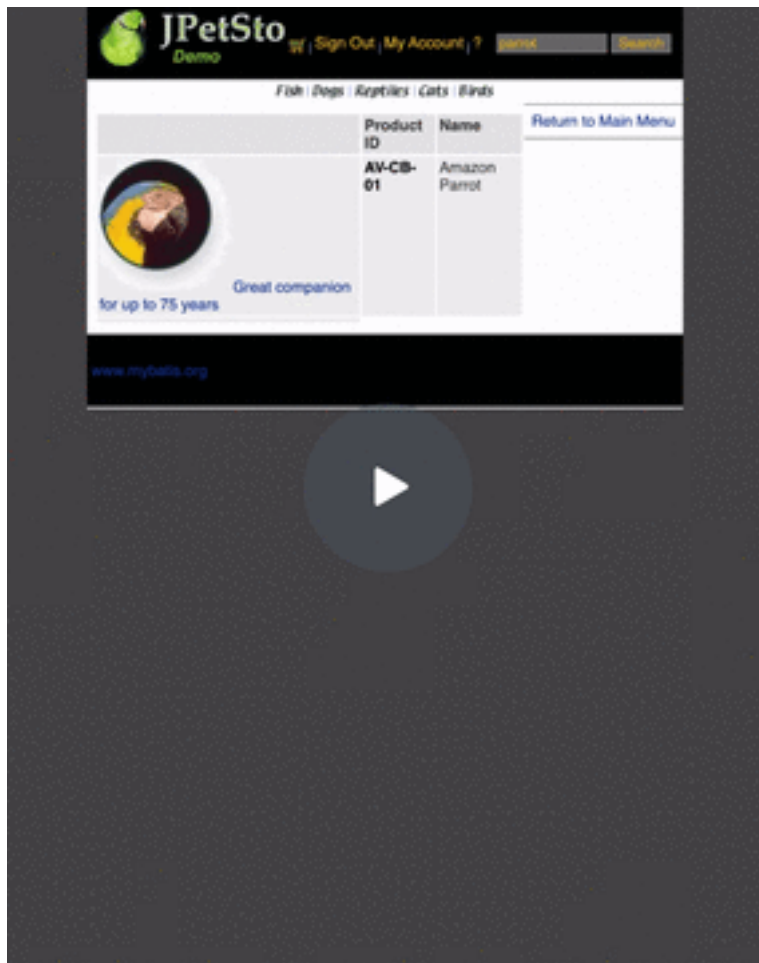 JPetSto
Demo
Sign Out | My Account | ?
parrot
Search
Fish | Dogs | Reptiles | Cats | Birds
Return to Main Menu
Product ID
Name
Great companion
for up to 75 years
AV-CB-
01
Amazon
Parrot
www.mybatis.org